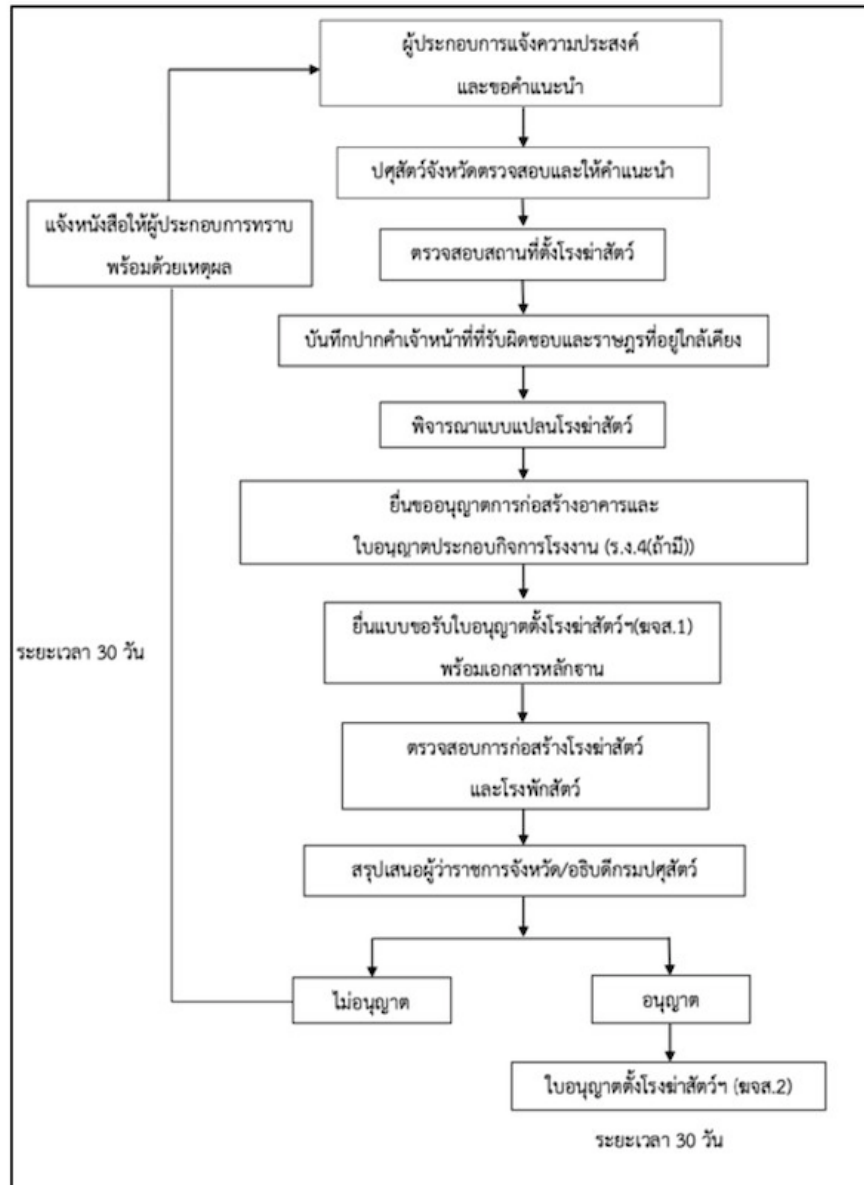 ผู้ประกอบการแจ้งความประสงค์
และขอคำแนะนำ
ปศุสัตว์จังหวัดตรวจสอบและให้คำแนะนำ
แจ้งหนังสือให้ผู้ประกอบการทราบ
พร้อมด้วยเหตุผล
ตรวจสอบสถานที่ตั้งโรงฆ่าสัตว์
บันทึกปากคำเจ้าหน้าที่ที่รับผิดชอบและราษฎรที่อยู่ใกล้เคียง
พิจารณาแบบแปลนโรงฆ่าสัตว์
ยื่นขออนุญาตการก่อสร้างอาคารและ
ใบอนุญาตประกอบกิจการโรงงาน (ร.ง.4(ถ้ามี))
ยื่นแบบขอรับใบอนุญาตตั้งโรงฆ่าสัตว์ฯ(ฆจส.1)
พร้อมเอกสารหลักฐาน
ระยะเวลา 30 วัน
ตรวจสอบการก่อสร้างโรงฆ่าสัตว์
และโรงพักสัตว์
สรุปเสนอผู้ว่าราชการจังหวัด/อธิบดีกรมปศุสัตว์
ไม่อนุญาต
อนุญาต
ใบอนุญาตตั้งโรงฆ่าสัตว์ฯ (ฆจส.2)
ระยะเวลา 30 วัน